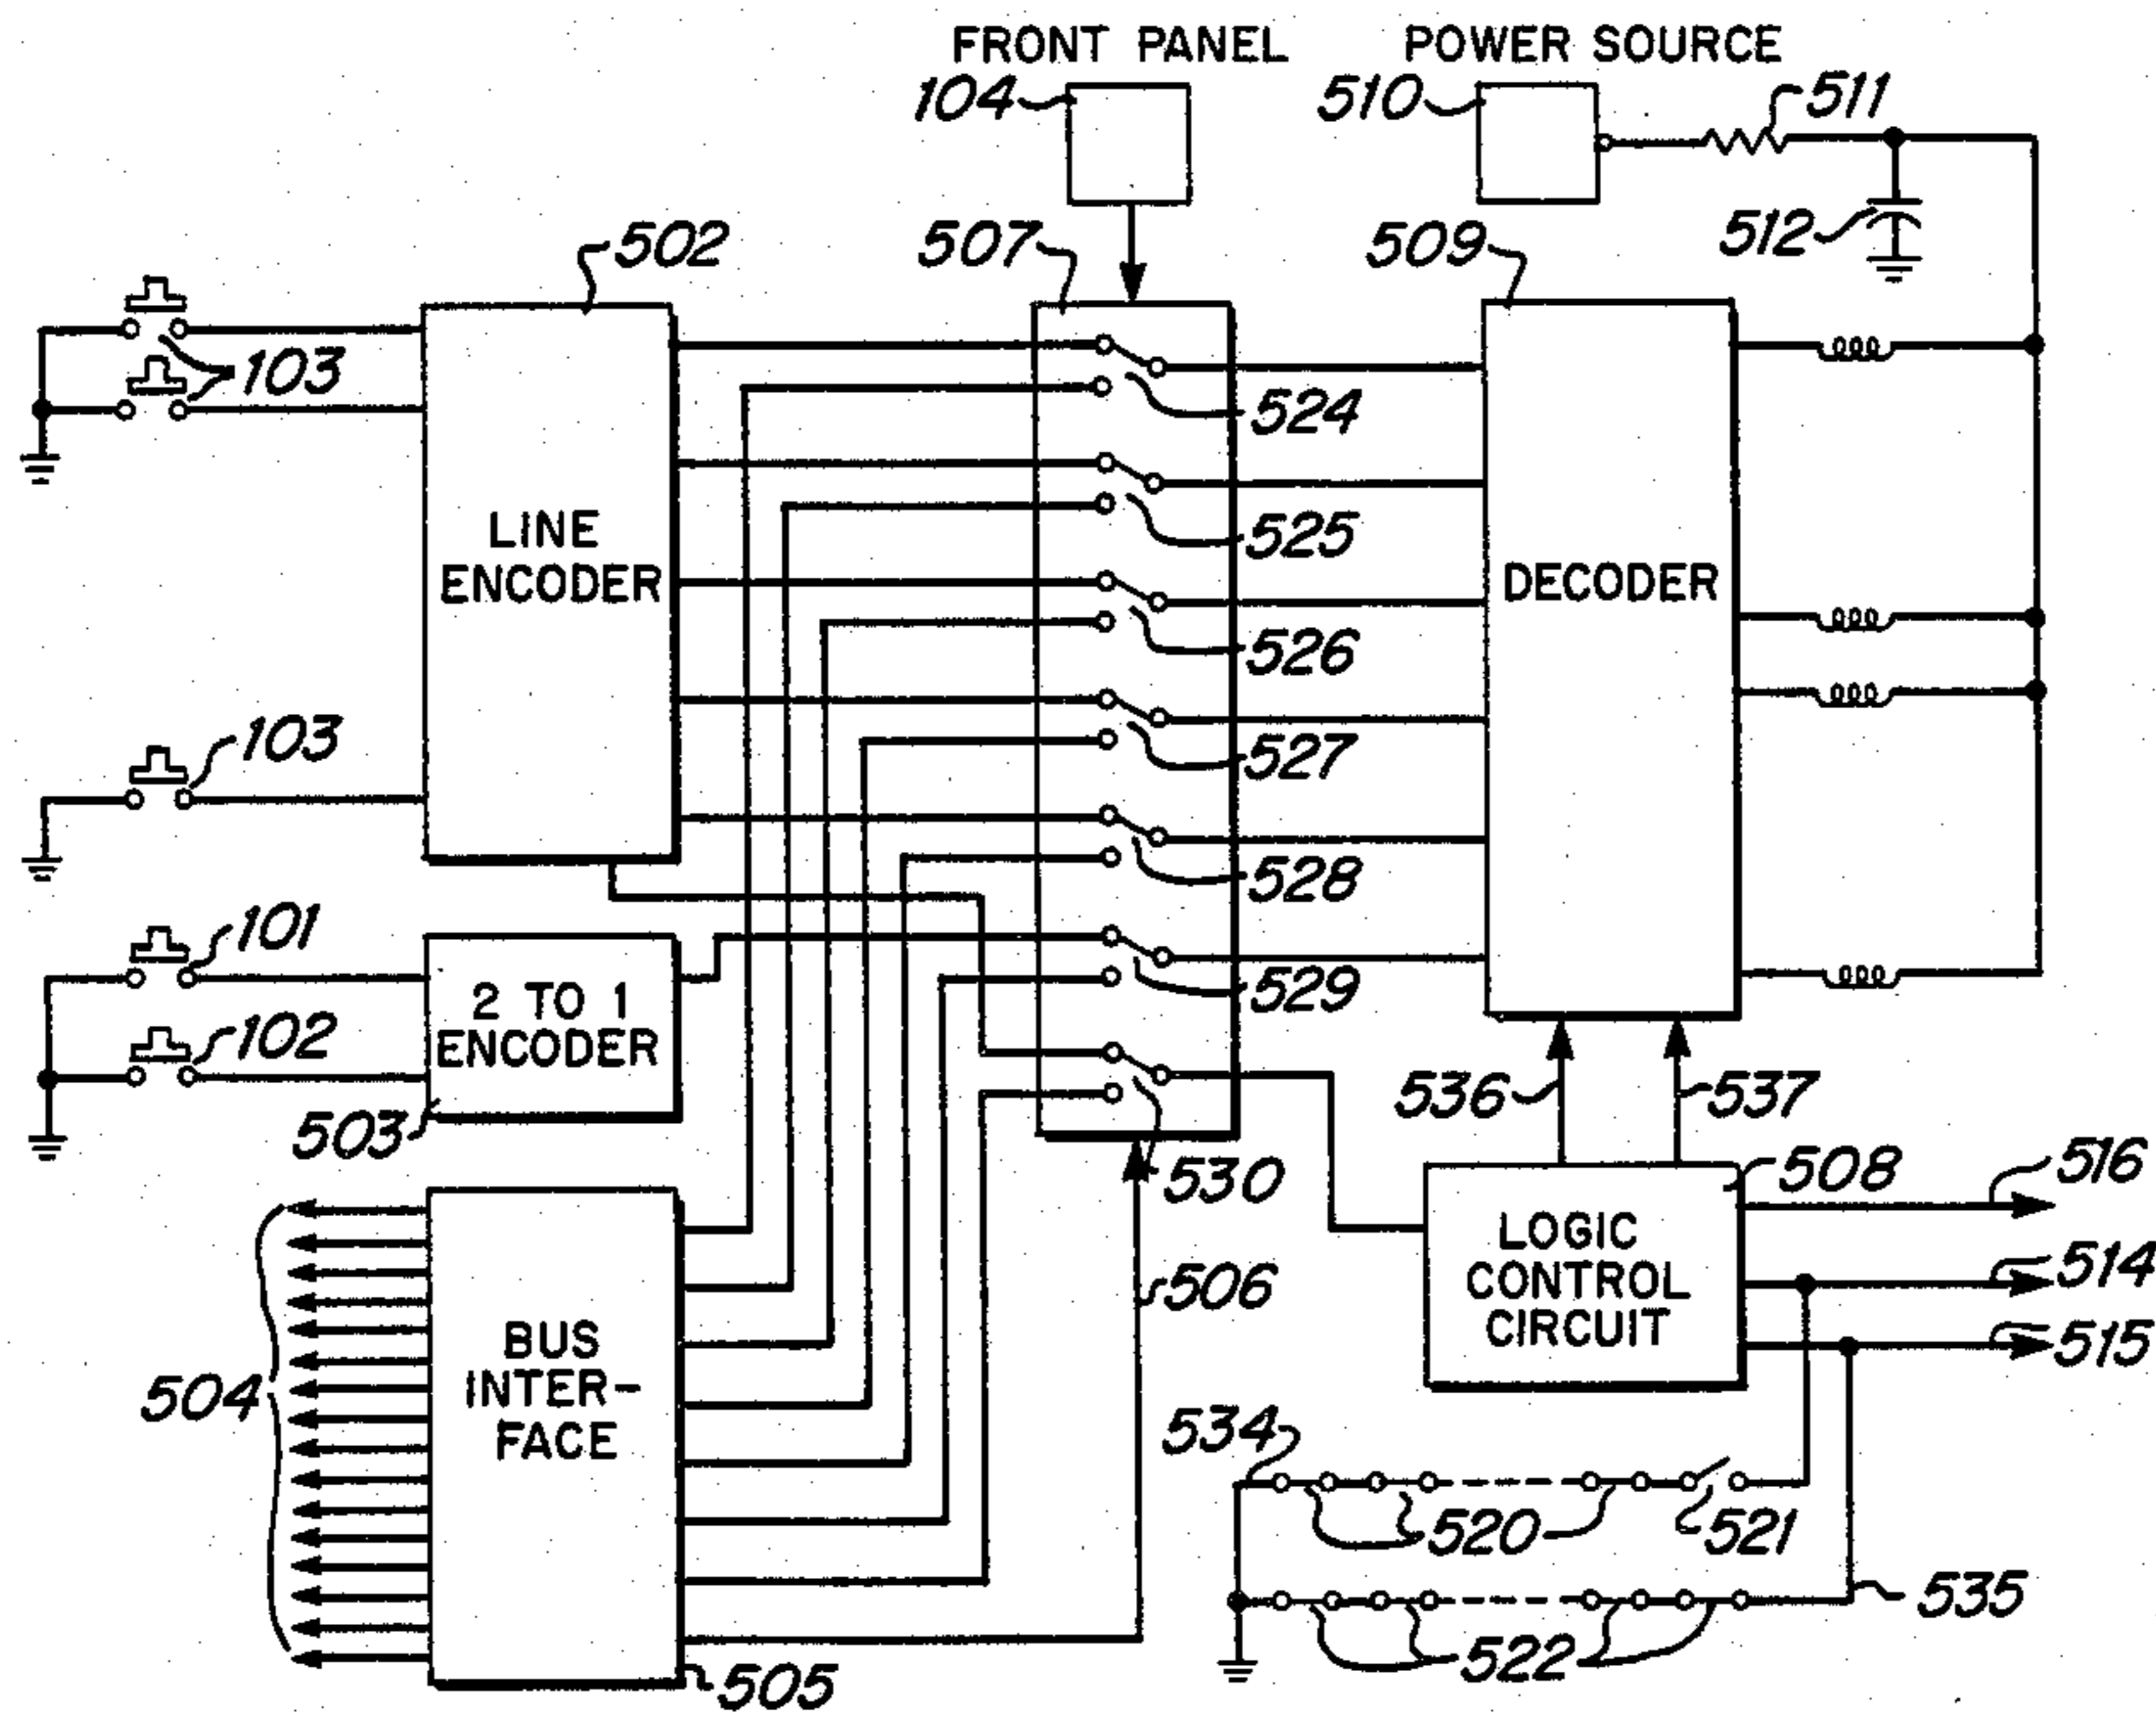 FRONT PANEL
POWER SOURCE
104
510
511
512
502
507
509
103
524
525
LINE
ENCODER
DECODER
526
527
103
528
101
529
2 TO 1
ENCODER
102
503
536
537
530
508
516
LOGIC
CONTROL
CIRCUIT
514
506
515
BUS
INTER-
FACE
504
534
520
521
535
522
505